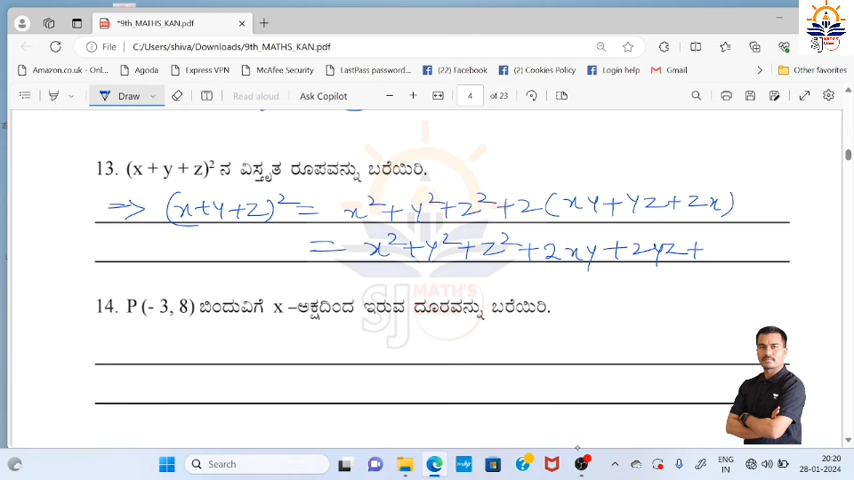 *9th_MATHS_KAN.pdf
File
C:/Users/shiva/Downloads/9th_MATHS_KAN.pdf
Amazon.co.uk - Onl...
Agoda
Express VPN
McAfee Security
LastPass password...
(22) Facebook
(2) Cookies Policy
Login help
Gmail
Other favorites
Draw
Read aloud
Ask Copilot
4 of 23
13. (x + y + z)² ನ ವಿಸ್ತೃತ ರೂಪವನ್ನು ಬರೆಯಿರಿ.
⇒ (x+y+z)² = x²+y²+z²+2(xy+yz+zx)
= x²+y²+z²+2xy+2yz+
14. P (- 3, 8) ಬಿಂದುವಿಗೆ x –ಅಕ್ಷದಿಂದ ಇರುವ ದೂರವನ್ನು ಬರೆಯಿರಿ.
SJ MATH'S
Search
ENG
IN
20:20
28-01-2024